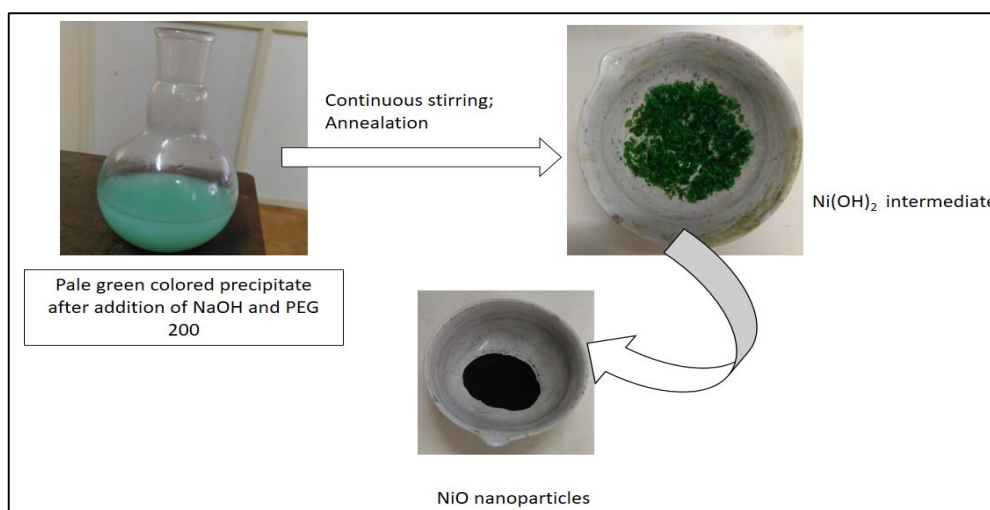 Continuous stirring;
Annealation
Ni(OH)₂ intermediate
Pale green colored precipitate
after addition of NaOH and PEG
200
NiO nanoparticles